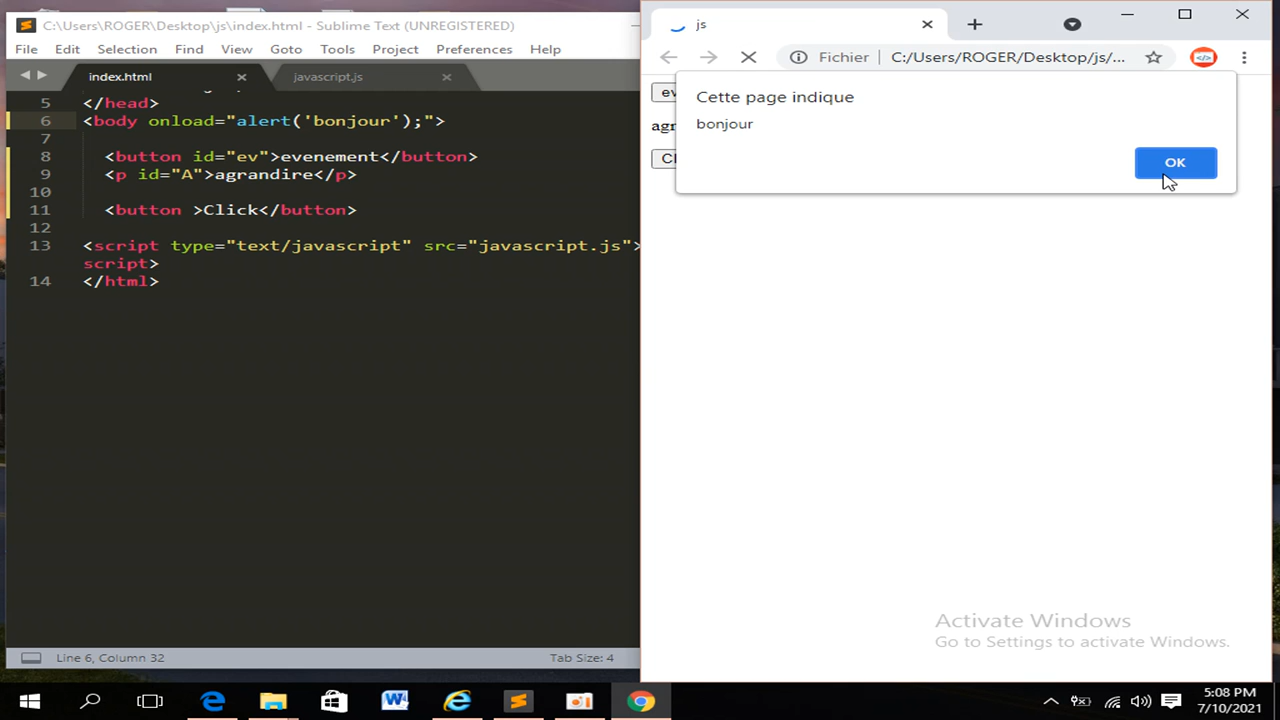 C:\Users\ROGER\Desktop\js\index.html - Sublime Text (UNREGISTERED)
File Edit Selection Find View Goto Tools Project Preferences Help
index.html
javascript.js
5 </head>
6 <body onload="alert('bonjour');">
7
8 <button id="ev">evenement</button>
9 <p id="A">agrandire</p>
10
11 <button >Click</button>
12
13 <script type="text/javascript" src="javascript.js">
script>
14 </html>
Line 6, Column 32
Tab Size: 4
js
Fichier C:/Users/ROGER/Desktop/js/...
Cette page indique
bonjour
OK
Activate Windows
Go to Settings to activate Windows.
5:08 PM
7/10/2021